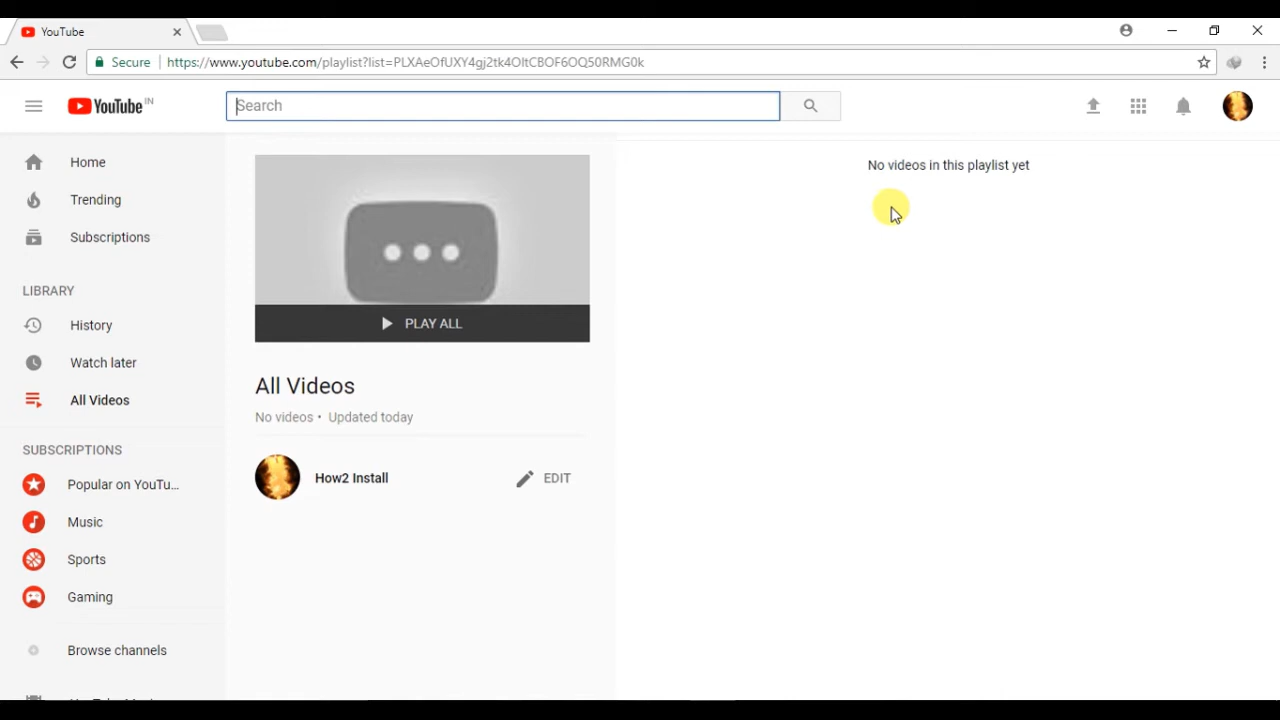 YouTube
Secure https://www.youtube.com/playlist?list=PLXAeOfUXY4gj2tk4OltCBOF6OQ50RMG0k
YouTube IN
Search
Home
Trending
Subscriptions
LIBRARY
History
Watch later
All Videos
SUBSCRIPTIONS
Popular on YouTu...
Music
Sports
Gaming
Browse channels
PLAY ALL
All Videos
No videos • Updated today
How2 Install
EDIT
No videos in this playlist yet